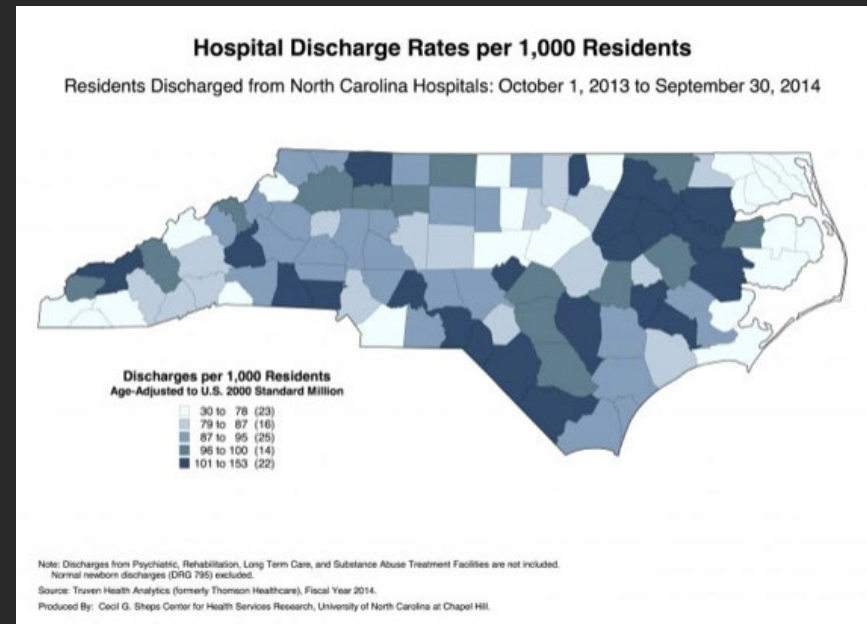 Hospital Discharge Rates per 1,000 Residents
Residents Discharged from North Carolina Hospitals: October 1, 2013 to September 30, 2014
Discharges per 1,000 Residents
Age-Adjusted to U.S. 2000 Standard Million
30 to 78 (23)
79 to 87 (16)
87 to 95 (25)
96 to 100 (14)
101 to 153 (22)
Note: Discharges from Psychiatric, Rehabilitation, Long Term Care, and Substance Abuse Treatment Facilities are not included.
Normal newborn discharges (DRG 795) excluded.
Source: Truven Health Analytics (formerly Thomson Healthcare), Fiscal Year 2014.
Produced By: Cecil G. Sheps Center for Health Services Research, University of North Carolina at Chapel Hill.